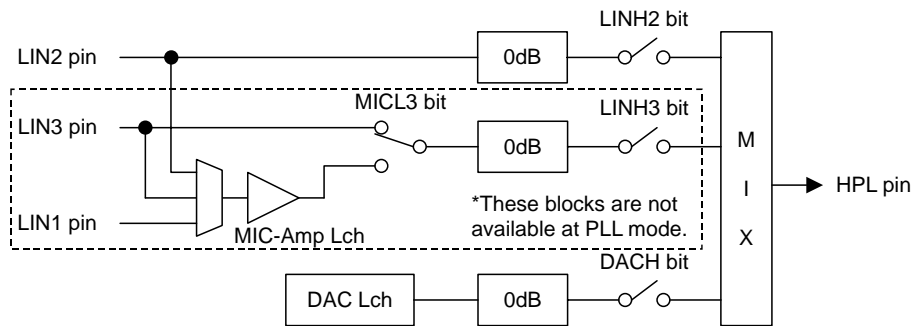 LINH2 bit
LIN2 pin
0dB
MICL3 bit
LINH3 bit
LIN3 pin
0dB
M
I
X
HPL pin
LIN1 pin
MIC-Amp Lch
*These blocks are not
available at PLL mode.
DACH bit
DAC Lch
0dB